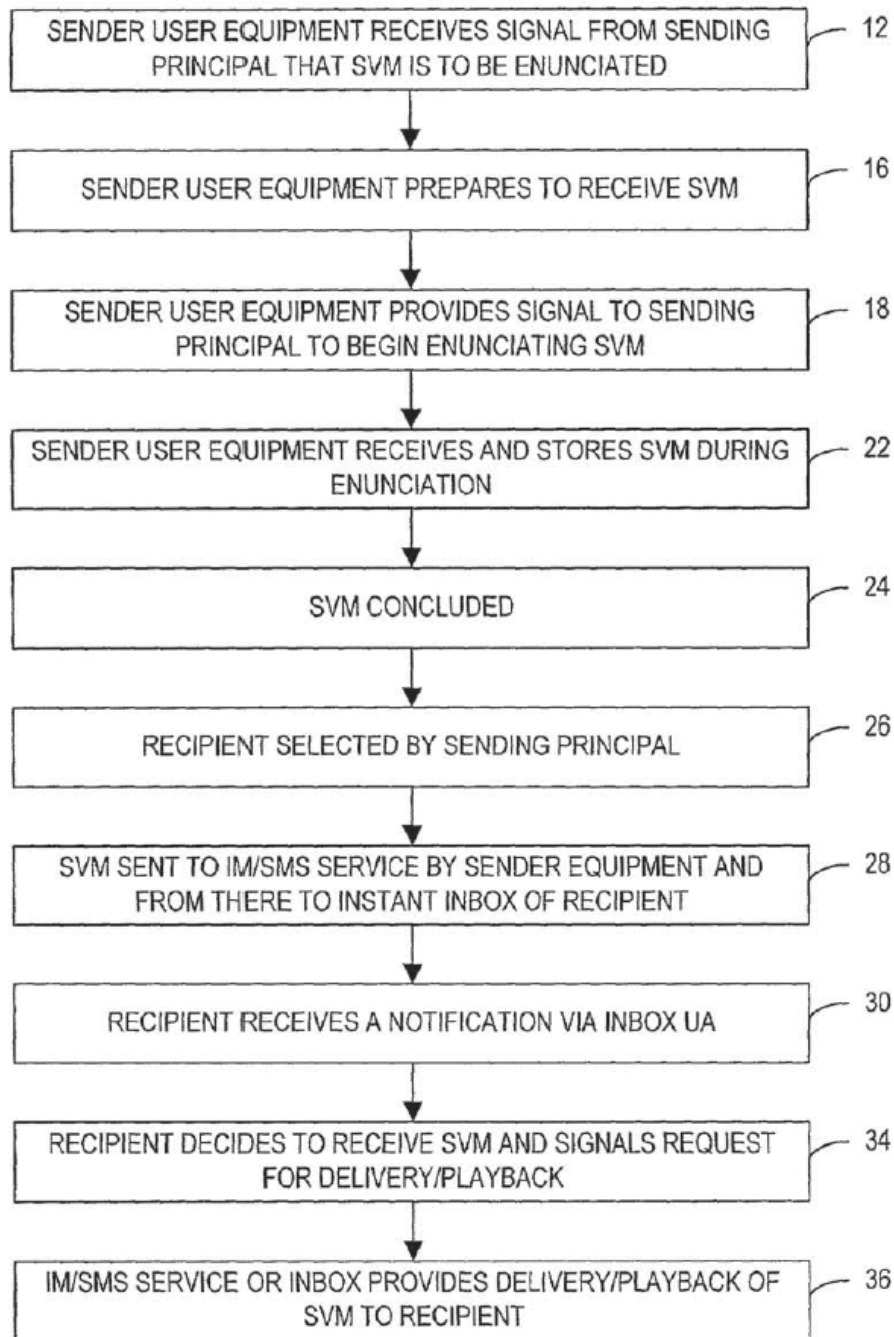 SENDER USER EQUIPMENT RECEIVES SIGNAL FROM SENDING
PRINCIPAL THAT SVM IS TO BE ENUNCIATED
12
SENDER USER EQUIPMENT PREPARES TO RECEIVE SVM
16
SENDER USER EQUIPMENT PROVIDES SIGNAL TO SENDING
PRINCIPAL TO BEGIN ENUNCIATING SVM
18
SENDER USER EQUIPMENT RECEIVES AND STORES SVM DURING
ENUNCIATION
22
SVM CONCLUDED
24
RECIPIENT SELECTED BY SENDING PRINCIPAL
26
SVM SENT TO IM/SMS SERVICE BY SENDER EQUIPMENT AND
FROM THERE TO INSTANT INBOX OF RECIPIENT
28
RECIPIENT RECEIVES A NOTIFICATION VIA INBOX UA
30
RECIPIENT DECIDES TO RECEIVE SVM AND SIGNALS REQUEST
FOR DELIVERY/PLAYBACK
34
IM/SMS SERVICE OR INBOX PROVIDES DELIVERY/PLAYBACK OF
SVM TO RECIPIENT
36